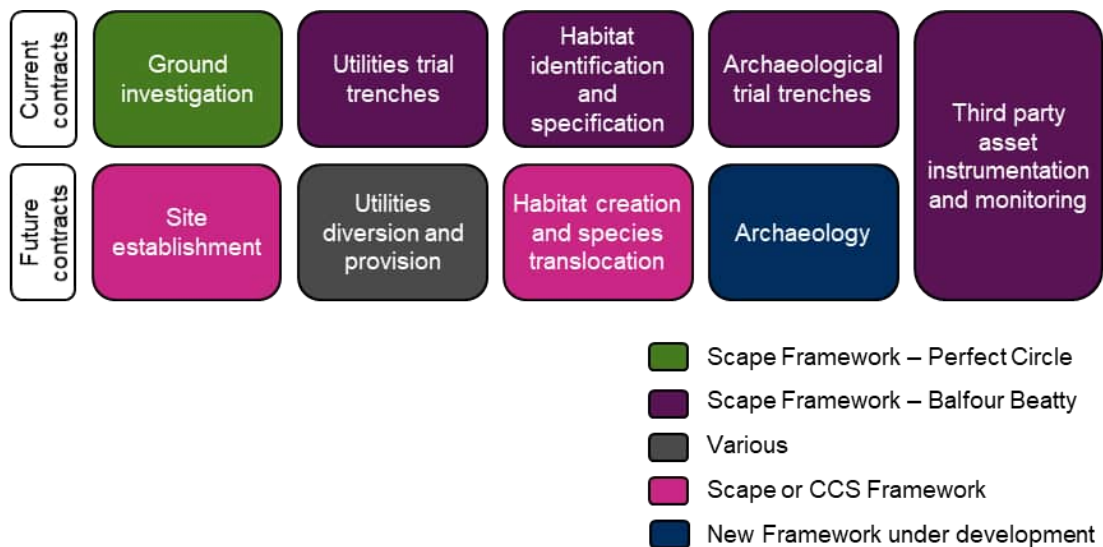 Current
contracts
Ground
investigation
Utilities trial
trenches
Habitat
identification
and
specification
Archaeological
trial trenches
Third party
asset
instrumentation
and monitoring
Future
contracts
Site
establishment
Utilities
diversion and
provision
Habitat creation
and species
translocation
Archaeology
Scape Framework – Perfect Circle
Scape Framework – Balfour Beatty
Various
Scape or CCS Framework
New Framework under development